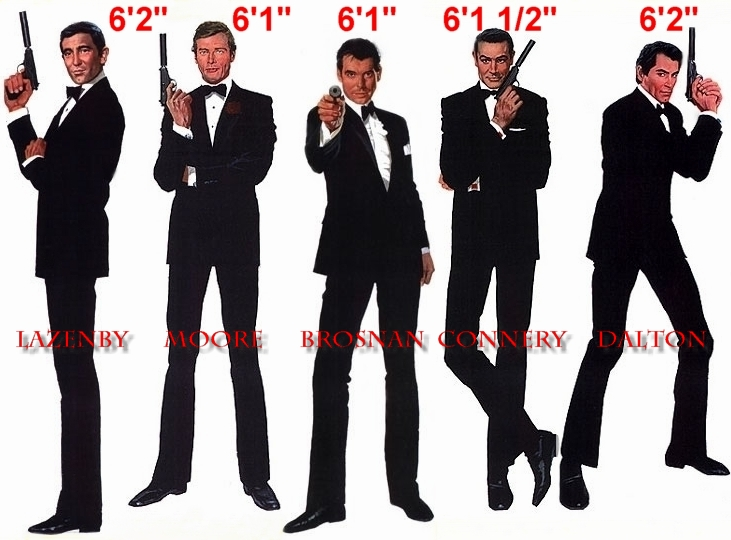 6'2" 6'1" 6'1" 6'1 1/2" 6'2"
LAZENBY MOORE BROSNAN CONNERY DALTON